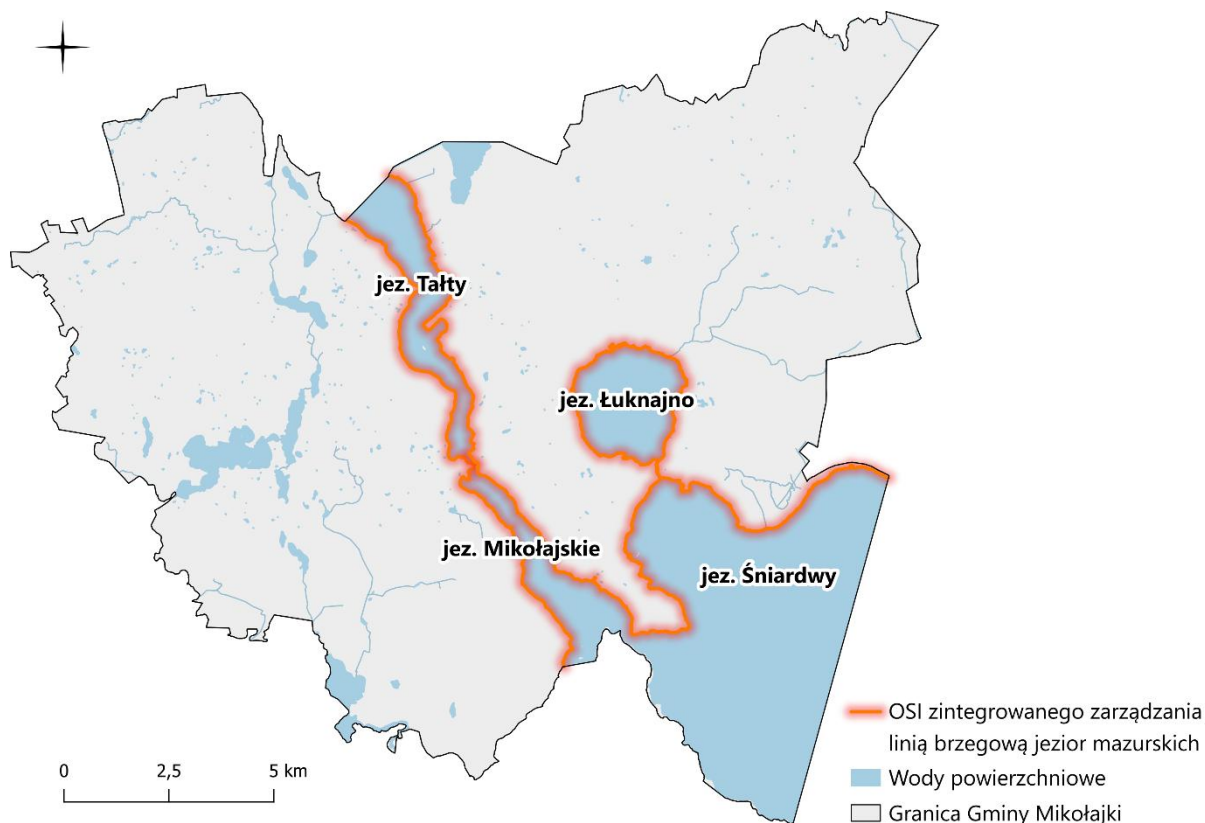 jez. Tałty
jez. Łuknajno
jez. Mikołajskie
jez. Śniardwy
OSI zintegrowanego zarządzania
linią brzegową jezior mazurskich
Wody powierzchniowe
Granica Gminy Mikołajki
0 2,5 5 km